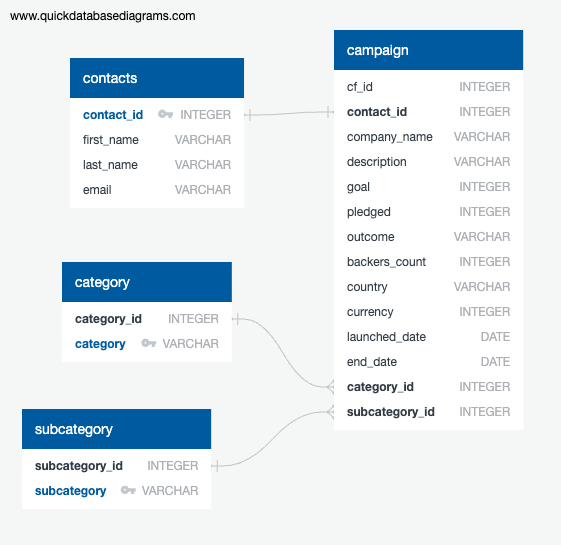 www.quickdatabasediagrams.com
contacts
contact_id INTEGER
first_name VARCHAR
last_name VARCHAR
email VARCHAR
campaign
cf_id INTEGER
contact_id INTEGER
company_name VARCHAR
description VARCHAR
goal INTEGER
pledged INTEGER
outcome VARCHAR
backers_count INTEGER
country VARCHAR
currency INTEGER
launched_date DATE
end_date DATE
category_id INTEGER
subcategory_id INTEGER
category
category_id INTEGER
category VARCHAR
subcategory
subcategory_id INTEGER
subcategory VARCHAR